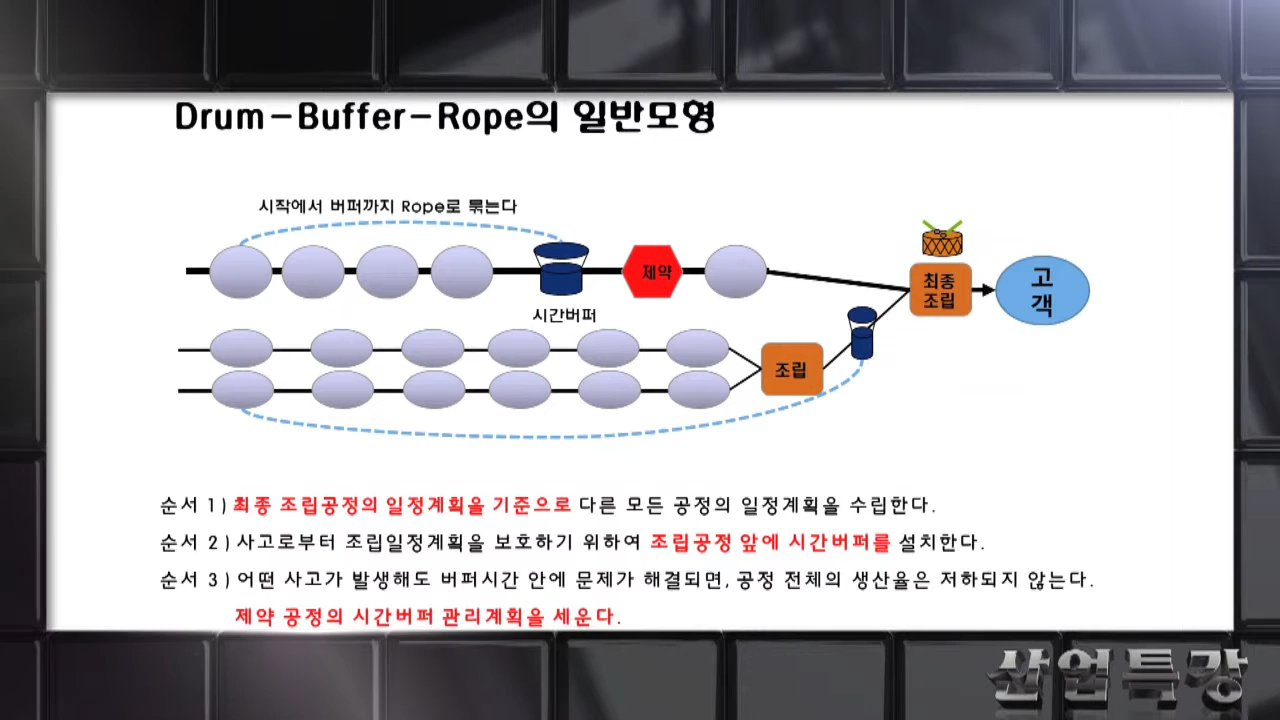 Drum-Buffer-Rope의 일반모형
시작에서 버퍼까지 Rope로 묶는다
제약
시간버퍼
조립
최종
조립
고
객
순서 1) 최종 조립공정의 일정계획을 기준으로 다른 모든 공정의 일정계획을 수립한다.
순서 2) 사고로부터 조립일정계획을 보호하기 위하여 조립공정 앞에 시간버퍼를 설치한다.
순서 3) 어떤 사고가 발생해도 버퍼시간 안에 문제가 해결되면, 공정 전체의 생산율은 저하되지 않는다.
제약 공정의 시간버퍼 관리계획을 세운다.
산업특강